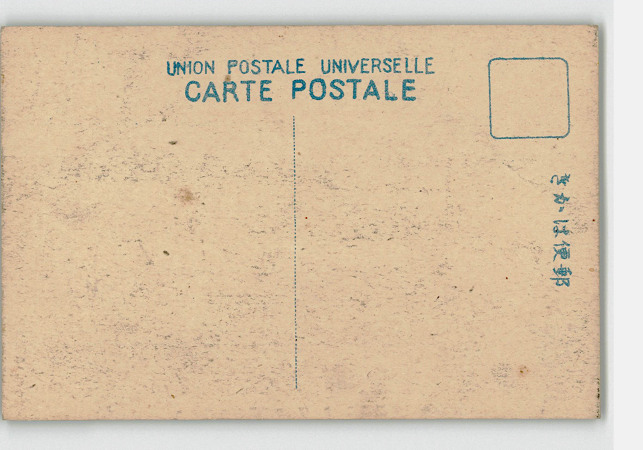 UNION POSTALE UNIVERSELLE
CARTE POSTALE
郵便はがき